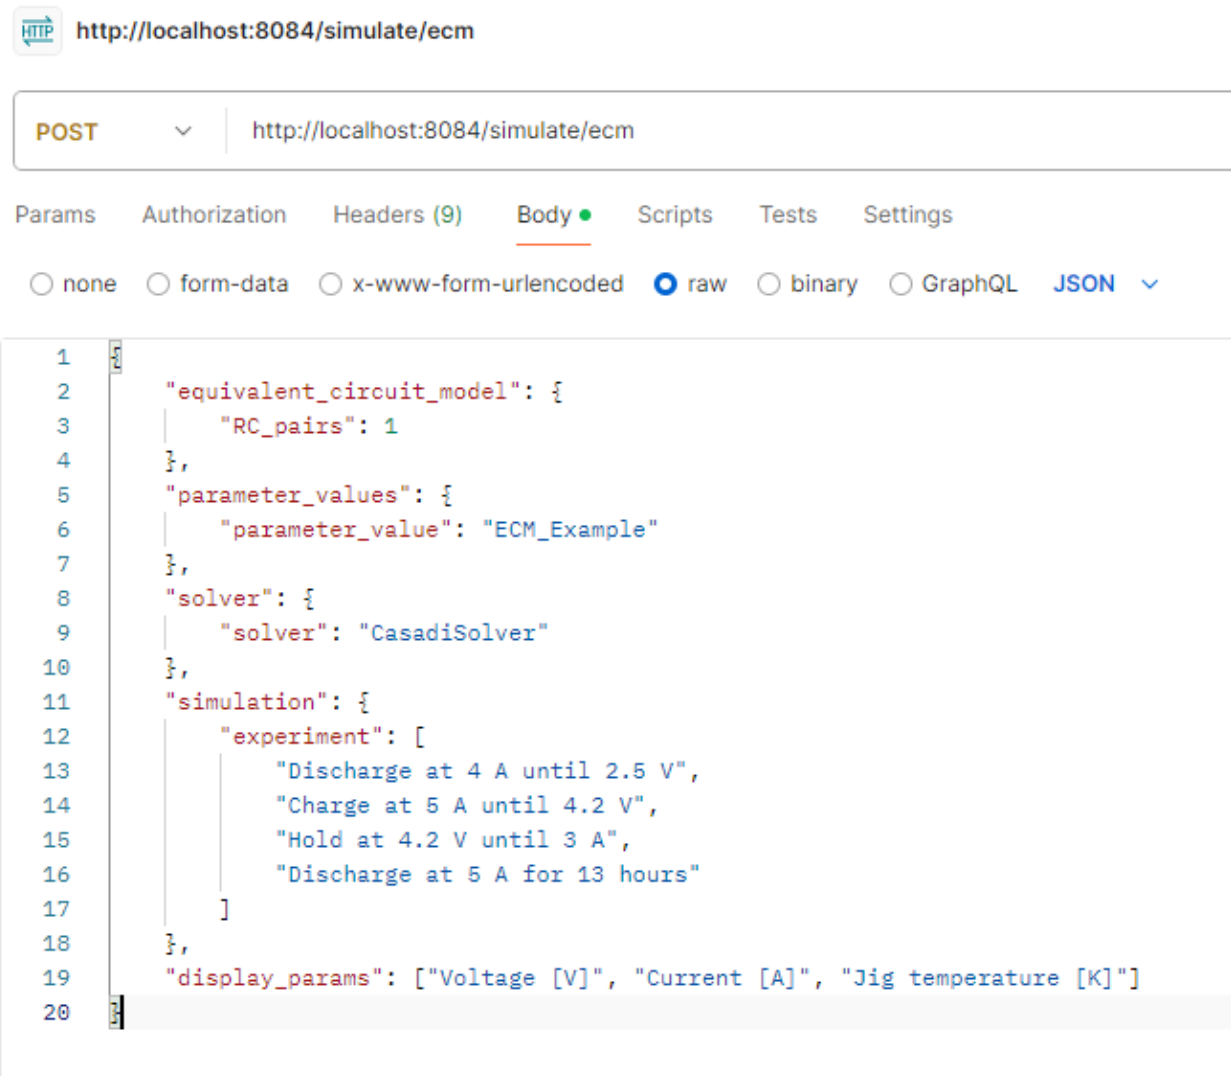 HTTP http://localhost:8084/simulate/ecm
POST http://localhost:8084/simulate/ecm
Params Authorization Headers (9) Body Scripts Tests Settings
none form-data x-www-form-urlencoded raw binary GraphQL JSON
1 {
2 "equivalent_circuit_model": {
3 "RC_pairs": 1
4 },
5 "parameter_values": {
6 "parameter_value": "ECM_Example"
7 },
8 "solver": {
9 "solver": "CasadiSolver"
10 },
11 "simulation": {
12 "experiment": [
13 "Discharge at 4 A until 2.5 V",
14 "Charge at 5 A until 4.2 V",
15 "Hold at 4.2 V until 3 A",
16 "Discharge at 5 A for 13 hours"
17 ]
18 },
19 "display_params": ["Voltage [V]", "Current [A]", "Jig temperature [K]"]
20 }